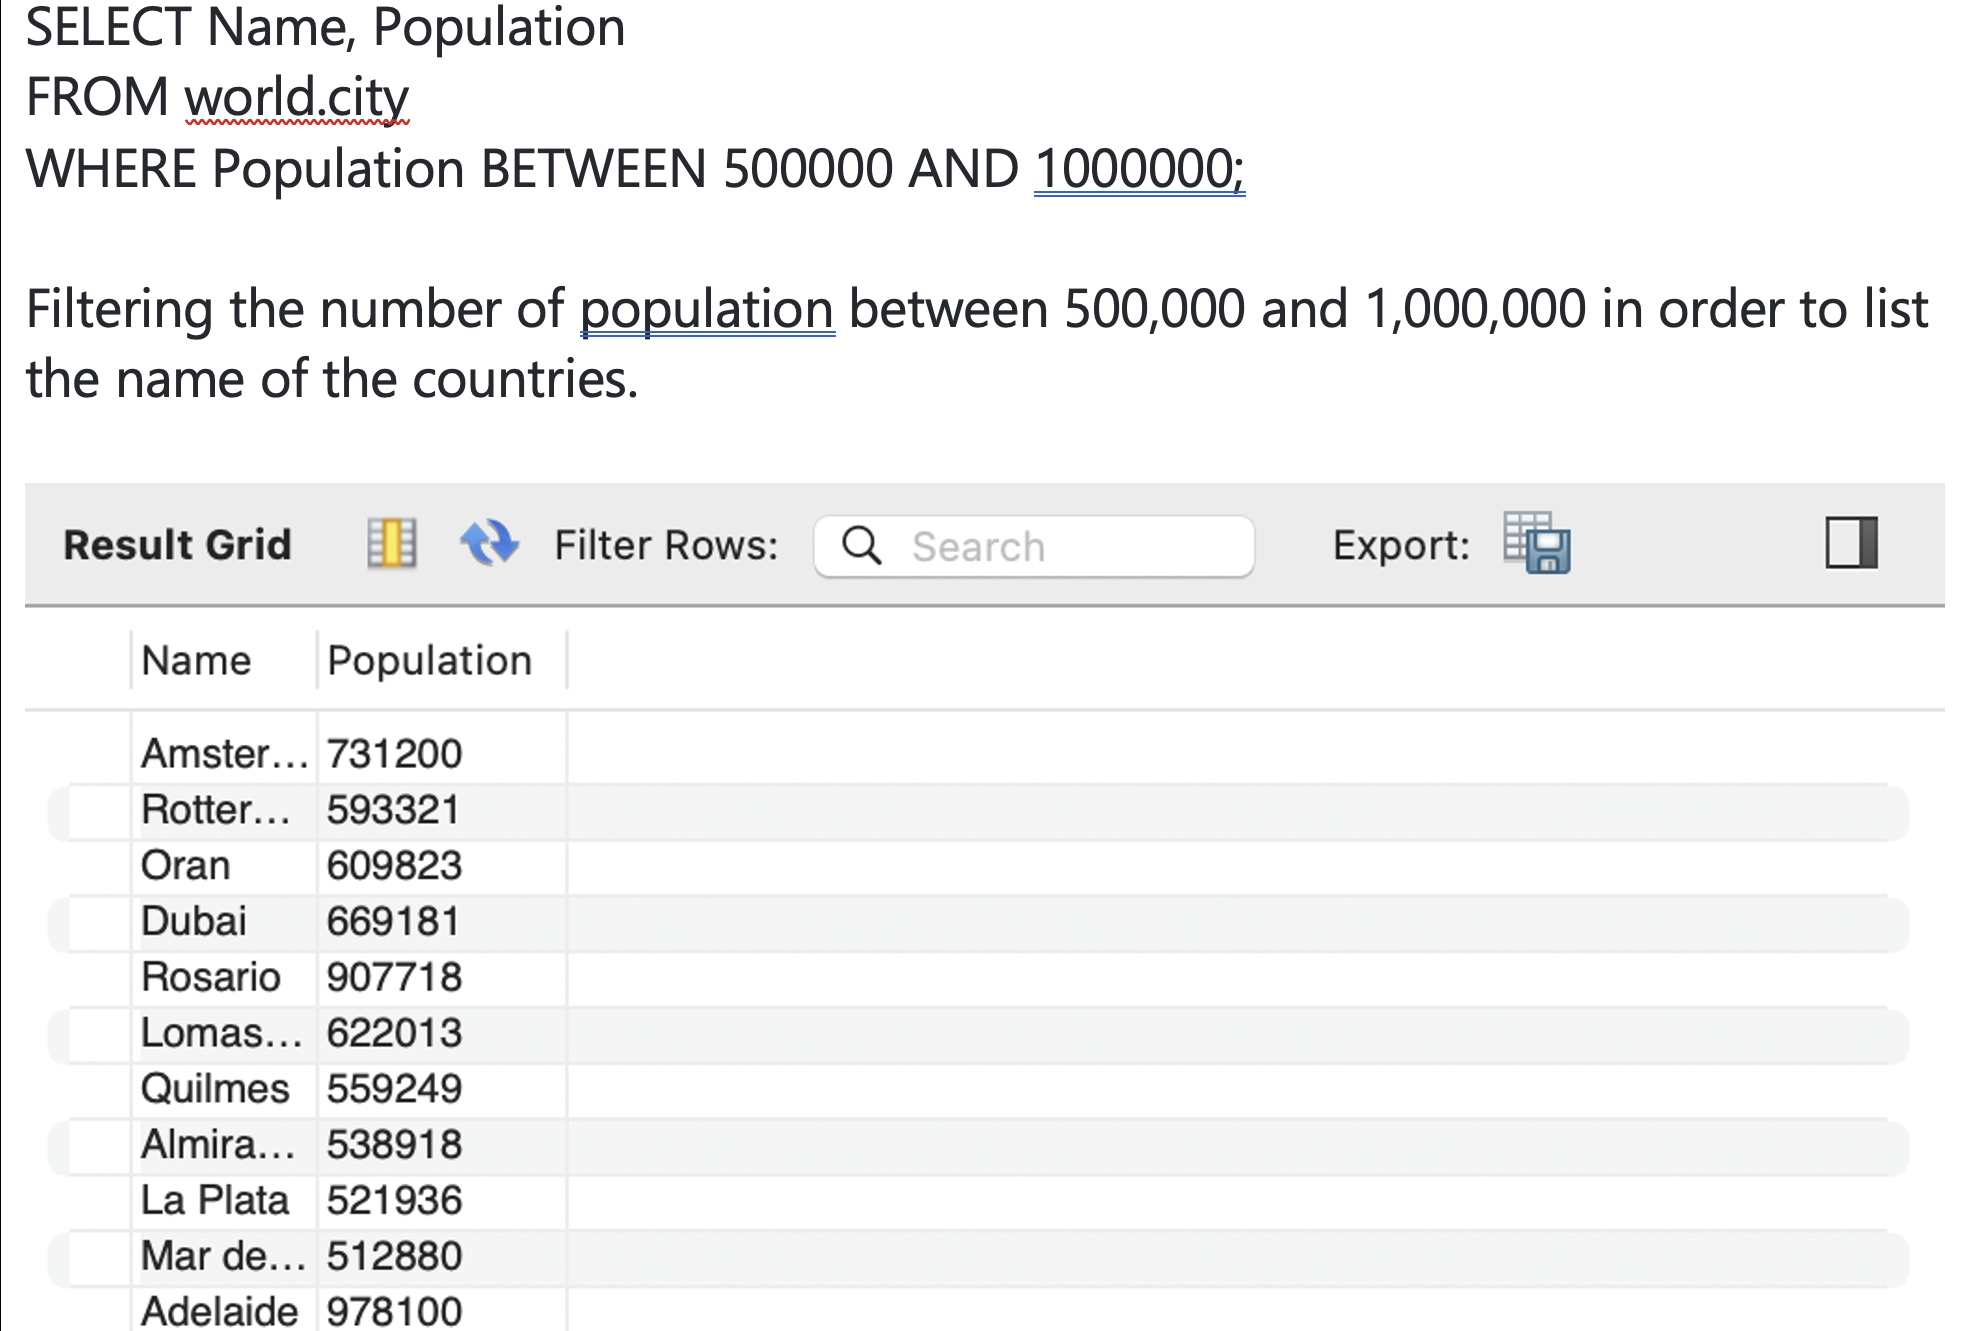 SELECT Name, Population
FROM world.city
WHERE Population BETWEEN 500000 AND 1000000;
Filtering the number of population between 500,000 and 1,000,000 in order to list
the name of the countries.
Result Grid Filter Rows: Search Export:
Name Population
Amster... 731200
Rotter... 593321
Oran 609823
Dubai 669181
Rosario 907718
Lomas... 622013
Quilmes 559249
Almira... 538918
La Plata 521936
Mar de... 512880
Adelaide 978100